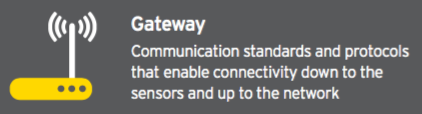 Gateway
Communication standards and protocols
that enable connectivity down to the
sensors and up to the network